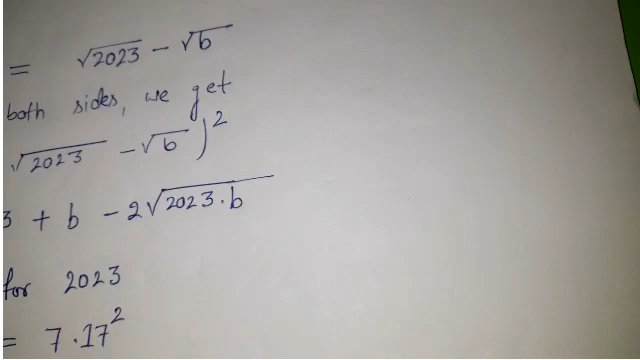 = √2023 - √b
both sides, we get
√2023 - √b )²
3 + b - 2√2023·b
for 2023
= 7·17²